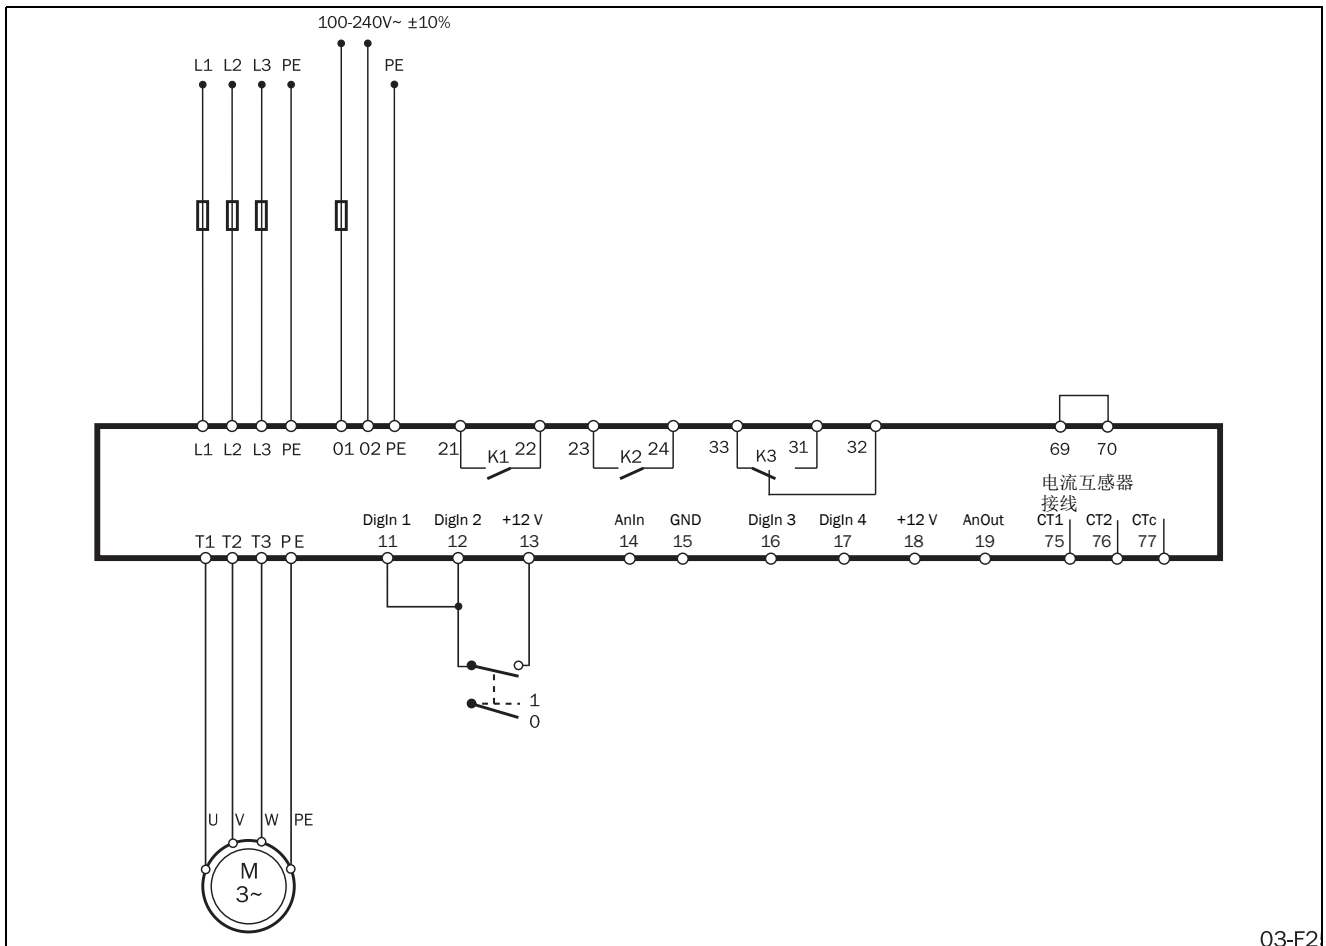 100-240V~ ±10%
L1 L2 L3 PE PE
L1 L2 L3 PE 01 02 PE 21 K1 22 23 K2 24 33 K3 31 32 69 70
电流互感器
接线
DigIn 1 DigIn 2 +12 V AnIn GND DigIn 3 DigIn 4 +12 V AnOut CT1 CT2 CTc
T1 T2 T3 PE 11 12 13 14 15 16 17 18 19 75 76 77
1
0
U V W PE
M
3~